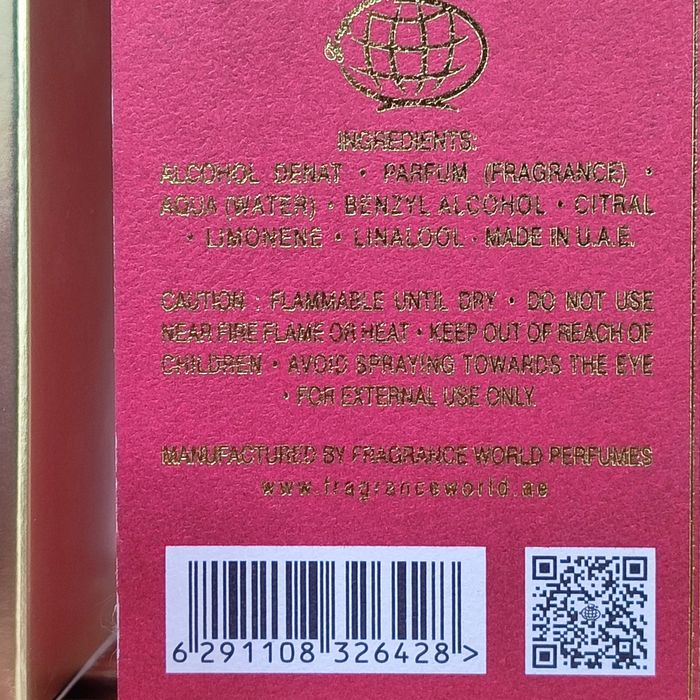 INGREDIENTS:
ALCOHOL DENAT • PARFUM (FRAGRANCE) •
AQUA (WATER) • BENZYL ALCOHOL • CITRAL
• LIMONENE • LINALOOL • MADE IN U.A.E.
CAUTION : FLAMMABLE UNTIL DRY • DO NOT USE
NEAR FIRE FLAME OR HEAT • KEEP OUT OF REACH OF
CHILDREN • AVOID SPRAYING TOWARDS THE EYE
• FOR EXTERNAL USE ONLY.
MANUFACTURED BY FRAGRANCE WORLD PERFUMES
www.fragranceworld.ae
6 291108 326428 >